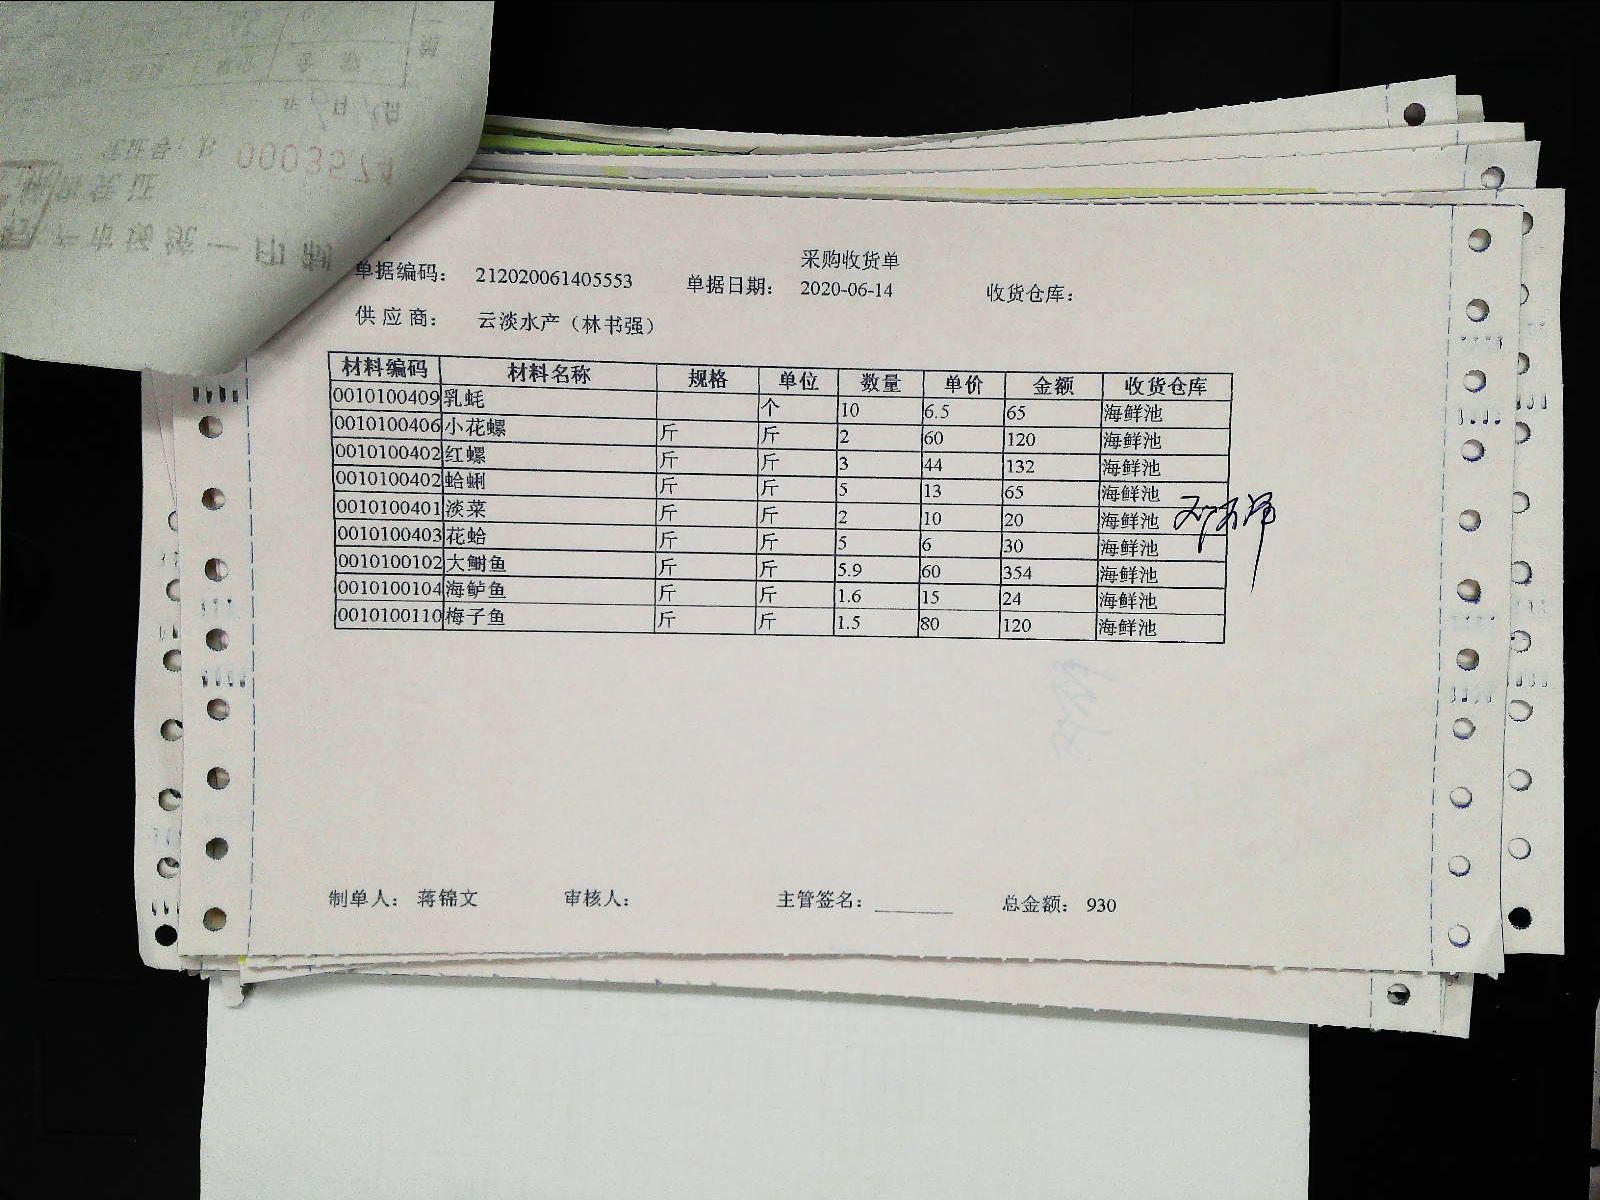 0003574
采购收货单
单据编码： 212020061405553 单据日期： 2020-06-14 收货仓库：
供应商： 云淡水产（林书强）
材料编码 材料名称 规格 单位 数量 单价 金额 收货仓库
0010100409 乳蚝 个 10 6.5 65 海鲜池
0010100406 小花螺 斤 斤 2 60 120 海鲜池
0010100402 红螺 斤 斤 3 44 132 海鲜池
0010100402 蛤蜊 斤 斤 5 13 65 海鲜池
0010100401 淡菜 斤 斤 2 10 20 海鲜池
0010100403 花蛤 斤 斤 5 6 30 海鲜池
0010100102 大鲋鱼 斤 斤 5.9 60 354 海鲜池
0010100104 海鲈鱼 斤 斤 1.6 15 24 海鲜池
0010100110 梅子鱼 斤 斤 1.5 80 120 海鲜池
制单人： 蒋锦文 审核人： 主管签名： 总金额： 930